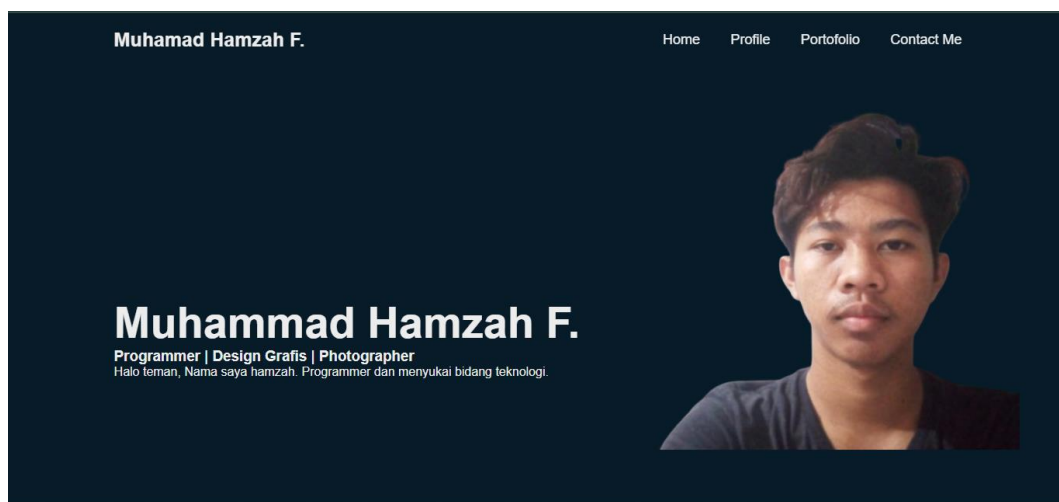 Muhamad Hamzah F.
Home Profile Portofolio Contact Me
Muhammad Hamzah F.
Programmer | Design Grafis | Photographer
Halo teman, Nama saya hamzah. Programmer dan menyukai bidang teknologi.